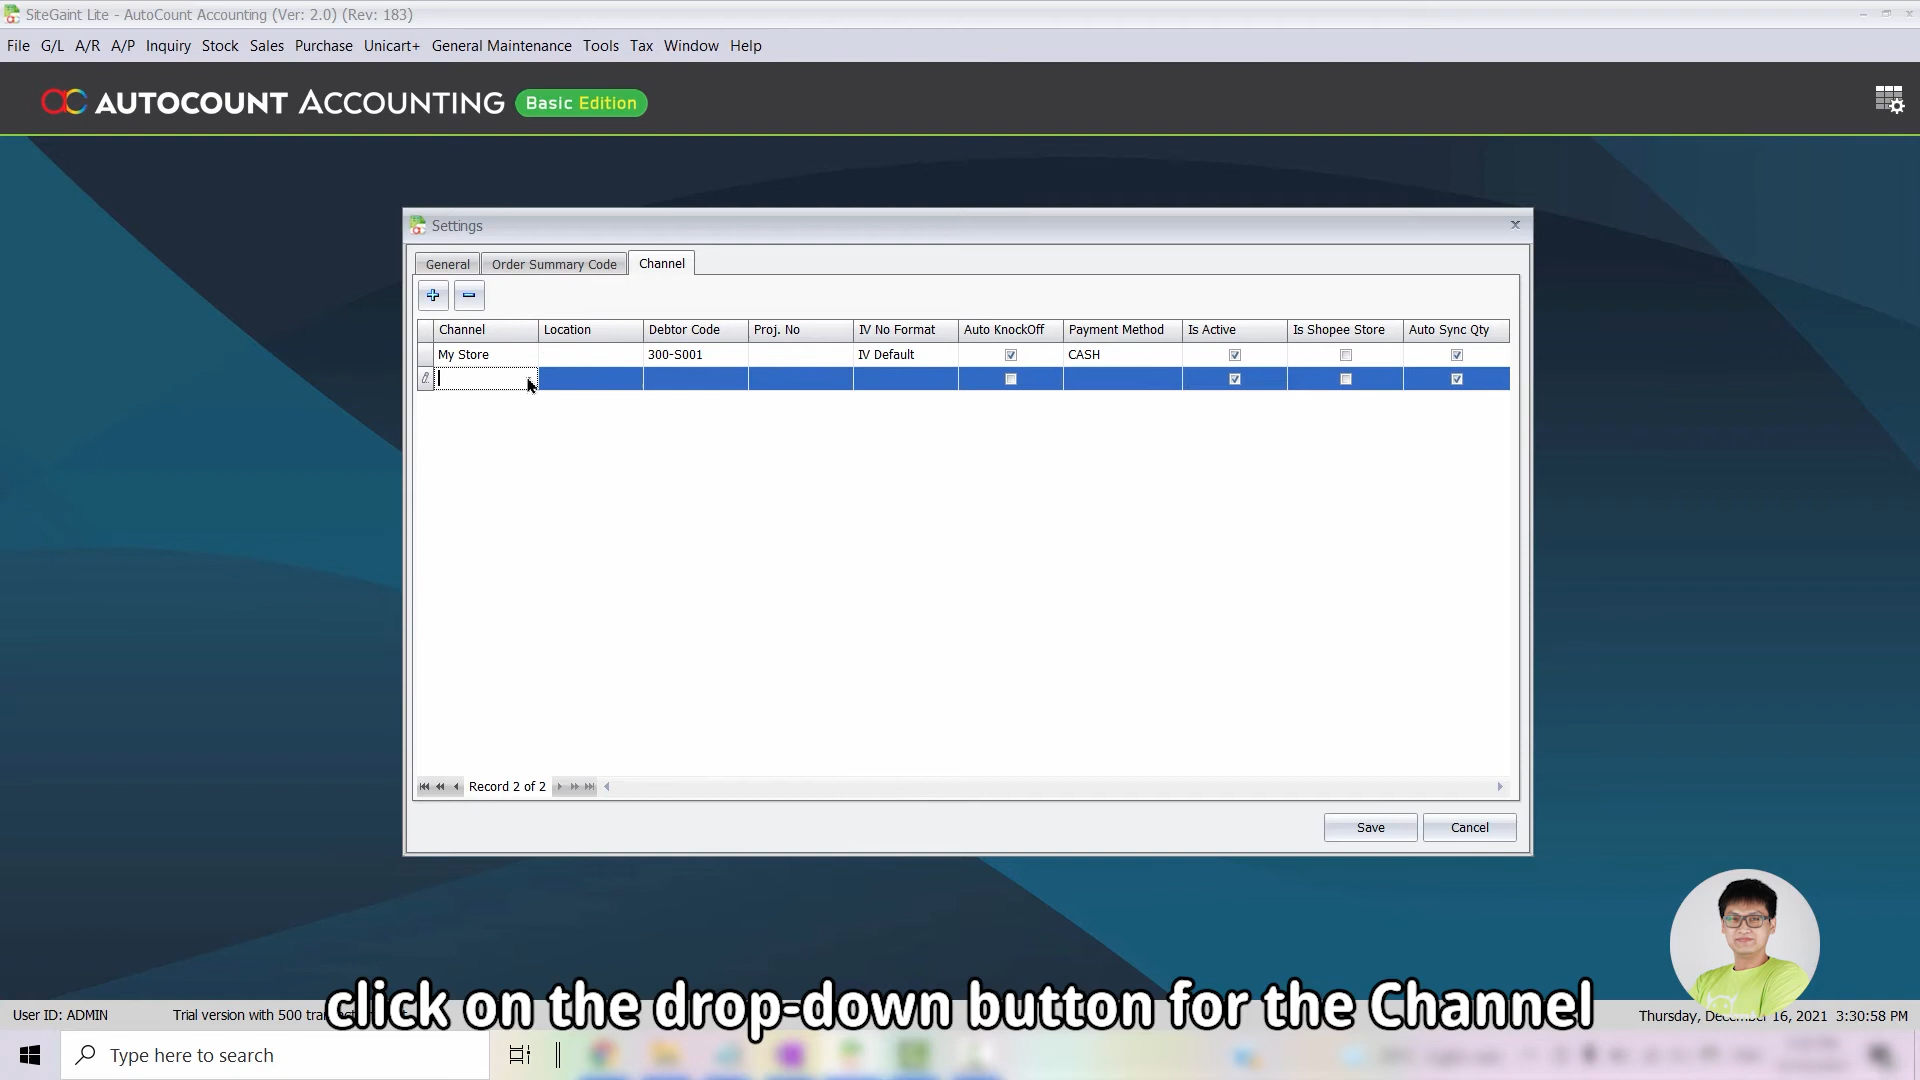 SiteGaint Lite - AutoCount Accounting (Ver: 2.0) (Rev: 183)
File G/L A/R A/P Inquiry Stock Sales Purchase Unicart+ General Maintenance Tools Tax Window Help
AUTOCOUNT ACCOUNTING Basic Edition
Settings
General Order Summary Code Channel
Channel Location Debtor Code Proj. No IV No Format Auto KnockOff Payment Method Is Active Is Shopee Store Auto Sync Qty
My Store 300-S001 IV Default CASH
Record 2 of 2
Save Cancel
click on the drop-down button for the Channel
User ID: ADMIN Trial version with 500 Thursday, 16, 2021 3:30:58 PM
Type here to search